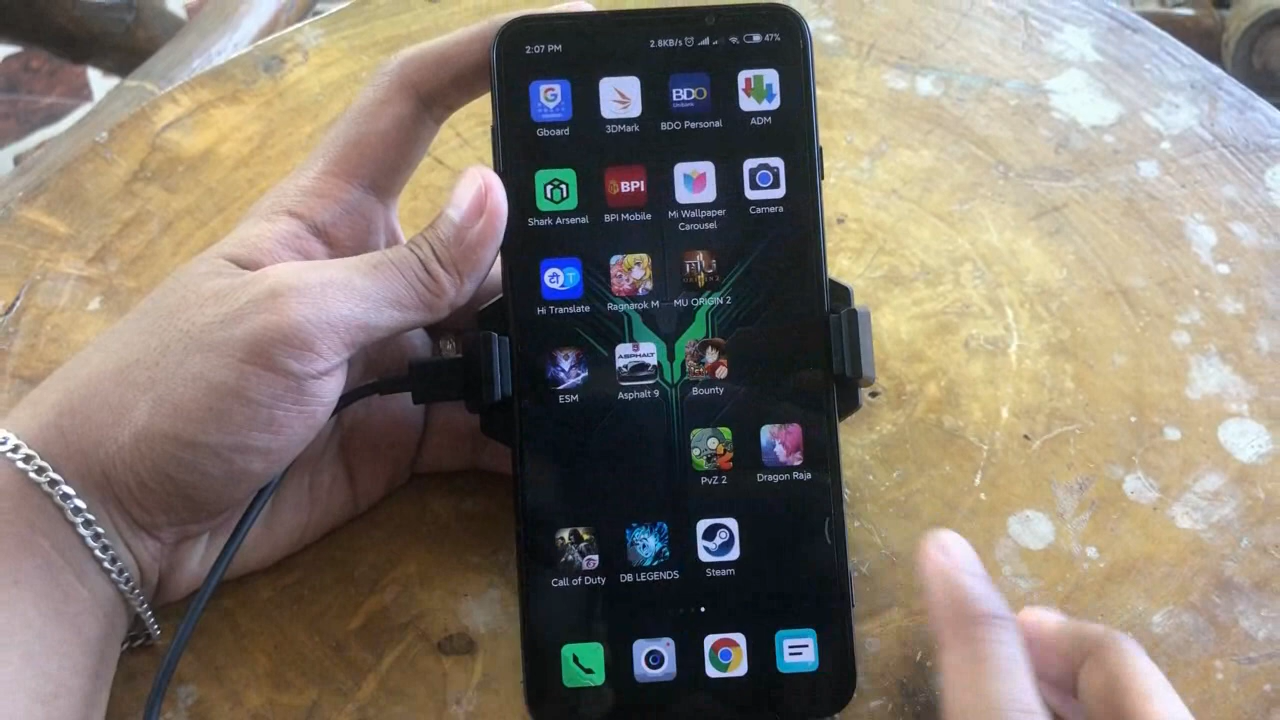 2:07 PM 2.8KB/s 47%
Gboard 3DMark BDO Personal ADM
BDO
Shark Arsenal BPI Mobile Mi Wallpaper Carousel Camera
BPI
Hi Translate Ragnarok M MU ORIGIN 2
ESM Asphalt 9 Bounty
ASPHALT
PvZ 2 Dragon Raja
Call of Duty DB LEGENDS Steam